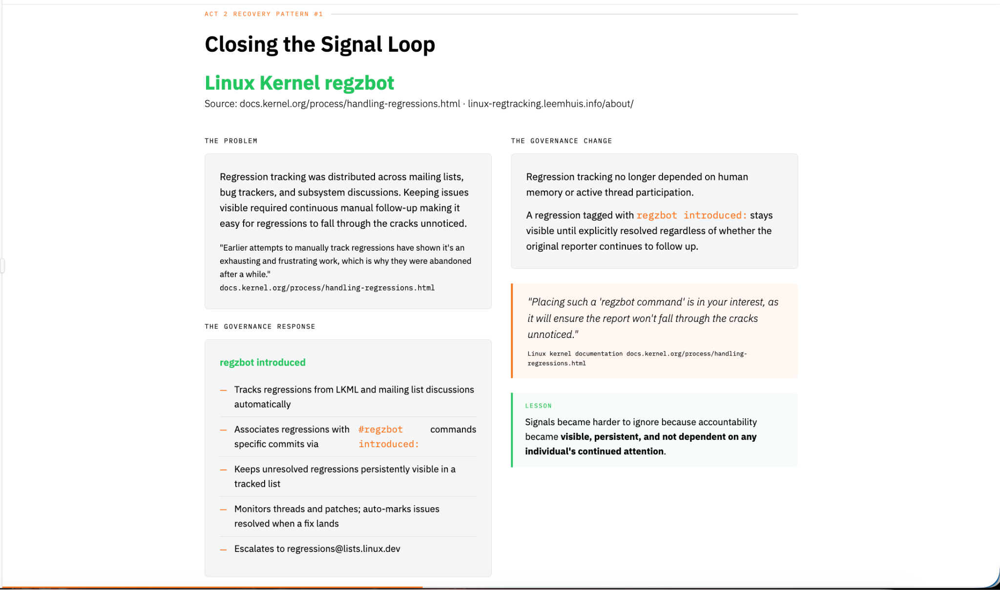 ACT 2 RECOVERY PATTERN #1
Closing the Signal Loop
Linux Kernel regzbot
Source: docs.kernel.org/process/handling-regressions.html · linux-regtracking.leemhuis.info/about/
THE PROBLEM
Regression tracking was distributed across mailing lists,
bug trackers, and subsystem discussions. Keeping issues
visible required continuous manual follow-up making it
easy for regressions to fall through the cracks unnoticed.
"Earlier attempts to manually track regressions have shown it's an
exhausting and frustrating work, which is why they were abandoned
after a while."
docs.kernel.org/process/handling-regressions.html
THE GOVERNANCE RESPONSE
regzbot introduced
— Tracks regressions from LKML and mailing list discussions
automatically
— Associates regressions with #regzbot commands
specific commits via introduced:
— Keeps unresolved regressions persistently visible in a
tracked list
— Monitors threads and patches; auto-marks issues
resolved when a fix lands
— Escalates to regressions@lists.linux.dev
THE GOVERNANCE CHANGE
Regression tracking no longer depended on human
memory or active thread participation.
A regression tagged with regzbot introduced: stays
visible until explicitly resolved regardless of whether the
original reporter continues to follow up.
"Placing such a 'regzbot command' is in your interest, as
it will ensure the report won't fall through the cracks
unnoticed."
Linux kernel documentation docs.kernel.org/process/handling-
regressions.html
LESSON
Signals became harder to ignore because accountability
became visible, persistent, and not dependent on any
individual's continued attention.